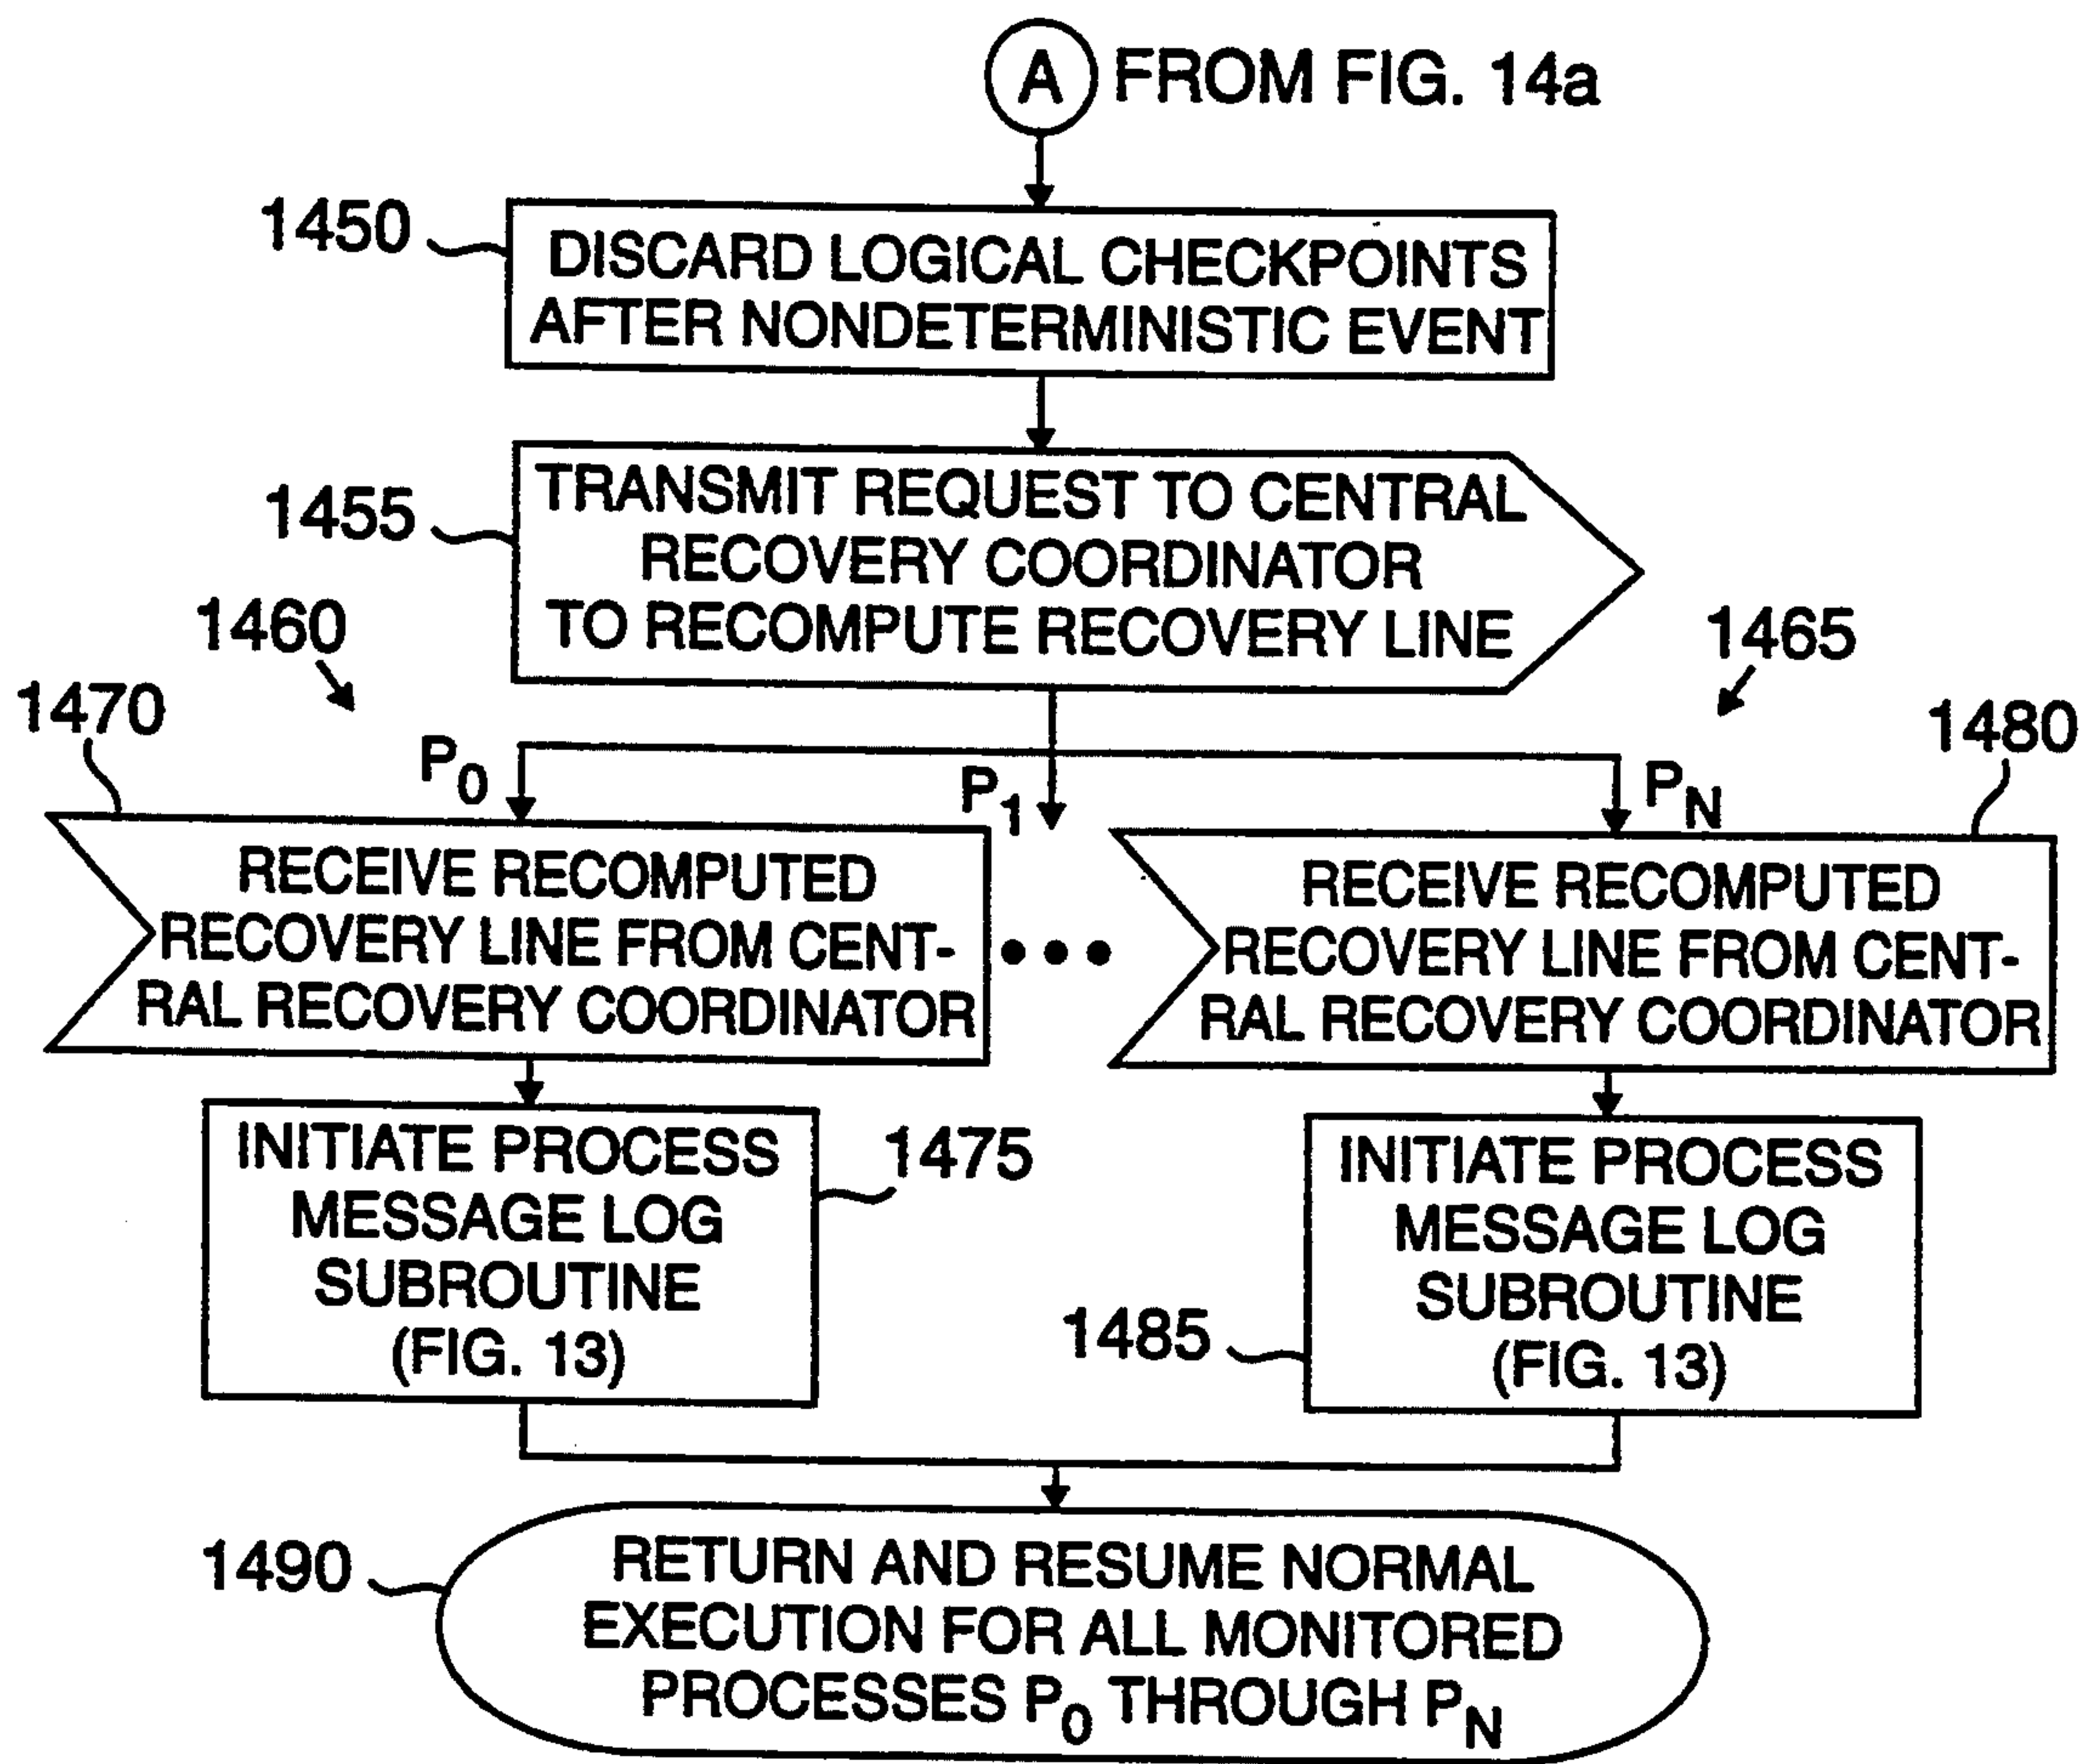 A FROM FIG. 14a
1450
DISCARD LOGICAL CHECKPOINTS
AFTER NONDETERMINISTIC EVENT
1455
TRANSMIT REQUEST TO CENTRAL
RECOVERY COORDINATOR
TO RECOMPUTE RECOVERY LINE
1460
1465
1470
1480
P0
P1
PN
RECEIVE RECOMPUTED
RECOVERY LINE FROM CENT-
RAL RECOVERY COORDINATOR
•••
RECEIVE RECOMPUTED
RECOVERY LINE FROM CENT-
RAL RECOVERY COORDINATOR
INITIATE PROCESS
MESSAGE LOG
SUBROUTINE
(FIG. 13)
1475
INITIATE PROCESS
MESSAGE LOG
SUBROUTINE
(FIG. 13)
1485
1490
RETURN AND RESUME NORMAL
EXECUTION FOR ALL MONITORED
PROCESSES P0 THROUGH PN